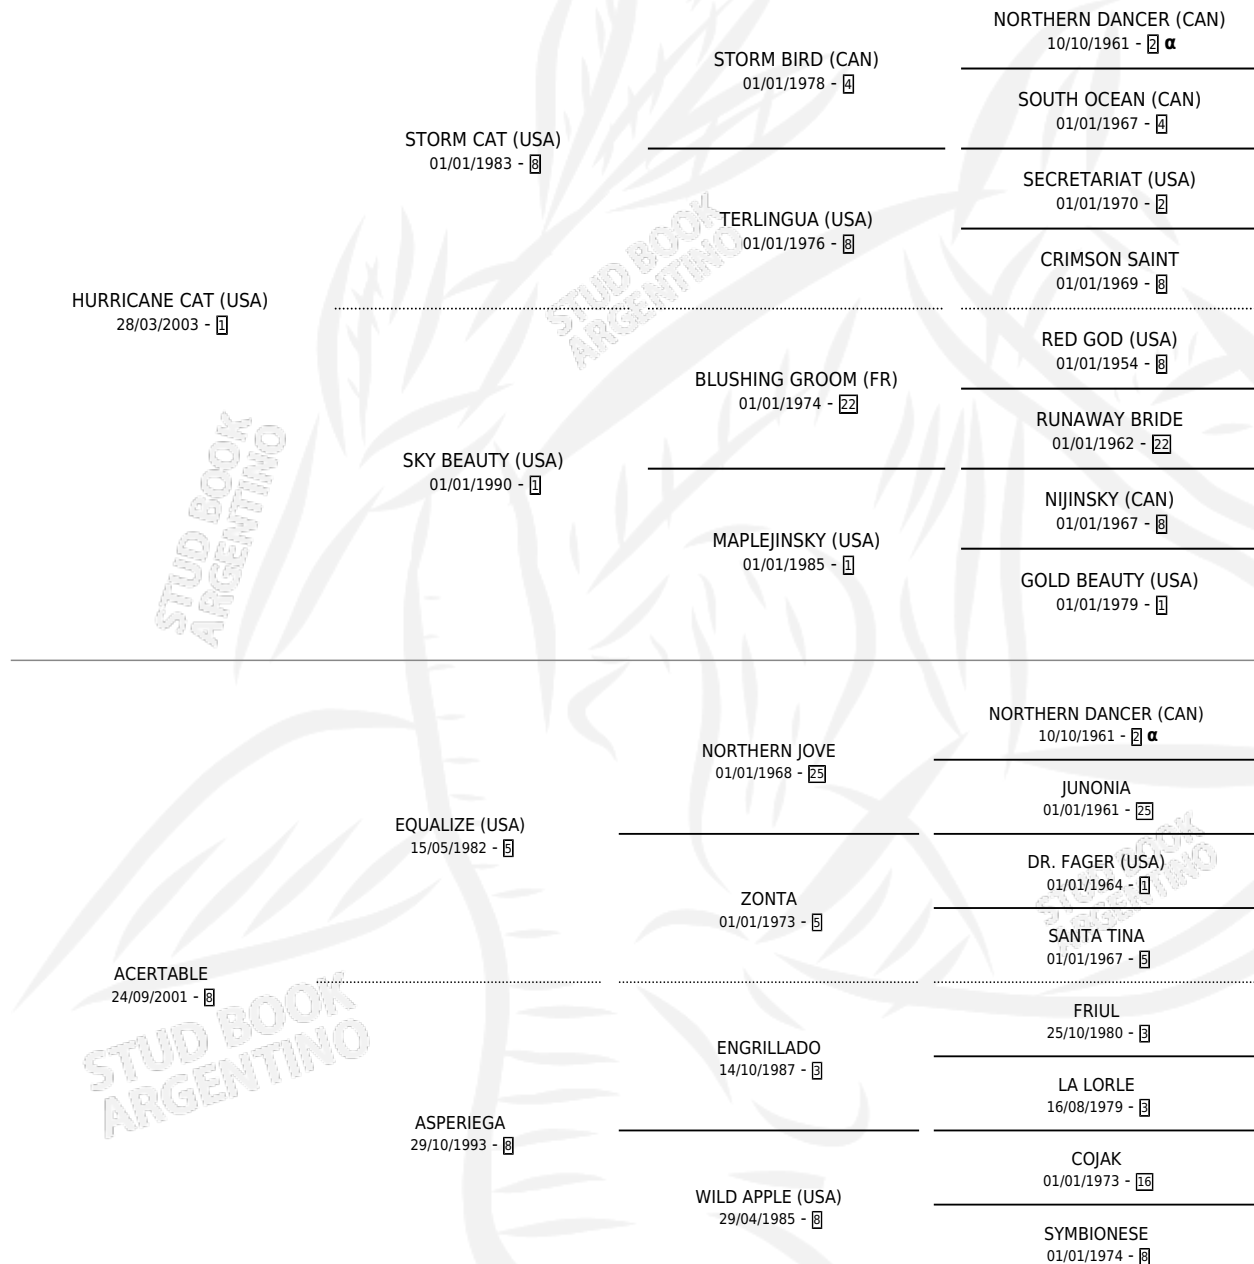 NORTHERN DANCER (CAN)
10/10/1961 - 2 α
STORM BIRD (CAN)
01/01/1978 - 4
SOUTH OCEAN (CAN)
01/01/1967 - 4
STORM CAT (USA)
01/01/1983 - 8
SECRETARIAT (USA)
01/01/1970 - 2
TERLINGUA (USA)
01/01/1976 - 8
CRIMSON SAINT
01/01/1969 - 8
HURRICANE CAT (USA)
28/03/2003 - 1
STUD BOOK
ARGENTINO
RED GOD (USA)
01/01/1954 - 8
BLUSHING GROOM (FR)
01/01/1974 - 22
RUNAWAY BRIDE
01/01/1962 - 22
SKY BEAUTY (USA)
01/01/1990 - 1
NIJINSKY (CAN)
01/01/1967 - 8
MAPLEJINSKY (USA)
01/01/1985 - 1
GOLD BEAUTY (USA)
01/01/1979 - 1
STUD BOOK
ARGENTINO
NORTHERN DANCER (CAN)
10/10/1961 - 2 α
NORTHERN JOVE
01/01/1968 - 25
JUNONIA
01/01/1961 - 25
EQUALIZE (USA)
15/05/1982 - 5
DR. FAGER (USA)
01/01/1964 - 1
ZONTA
01/01/1973 - 5
SANTA TINA
01/01/1967 - 5
STUD BOOK
ARGENTINO
ACERTABLE
24/09/2001 - 8
STUD BOOK
ARGENTINO
FRIUL
25/10/1980 - 3
ENGRILLADO
14/10/1987 - 3
LA LORLE
16/08/1979 - 3
ASPERIEGA
29/10/1993 - 8
COJAK
01/01/1973 - 16
WILD APPLE (USA)
29/04/1985 - 8
SYMBIONESE
01/01/1974 - 8